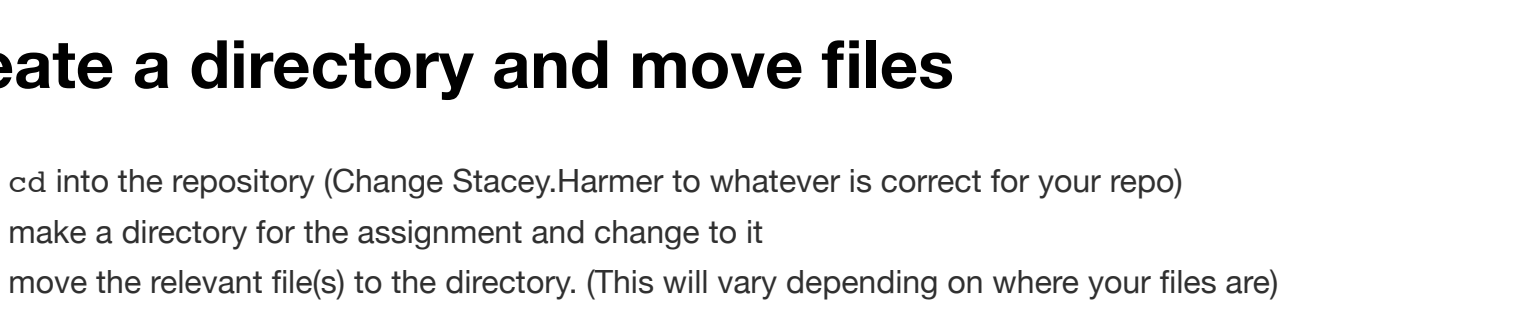 eate a directory and move files
cd into the repository (Change Stacey.Harmer to whatever is correct for your repo)
make a directory for the assignment and change to it
move the relevant file(s) to the directory. (This will vary depending on where your files are)